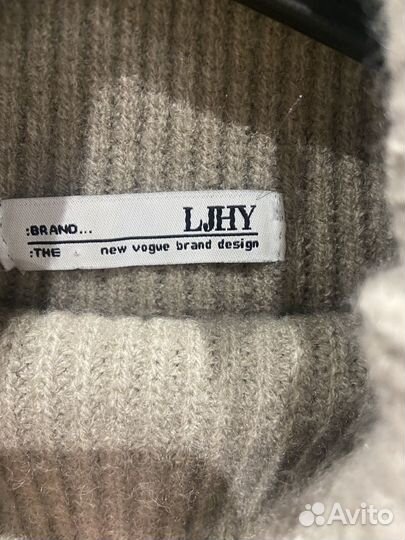 :BRAND... LJHY
:THE new vogue brand design
Avito